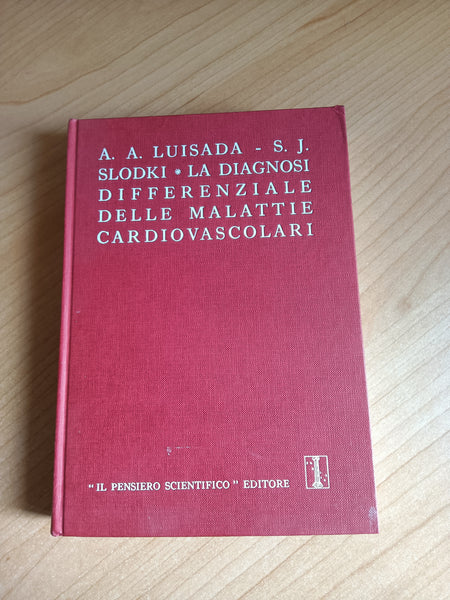 A. A. LUISADA - S. J.
SLODKI * LA DIAGNOSI
DIFFERENZIALE
DELLE MALATTIE
CARDIOVASCOLARI
"IL PENSIERO SCIENTIFICO" EDITORE